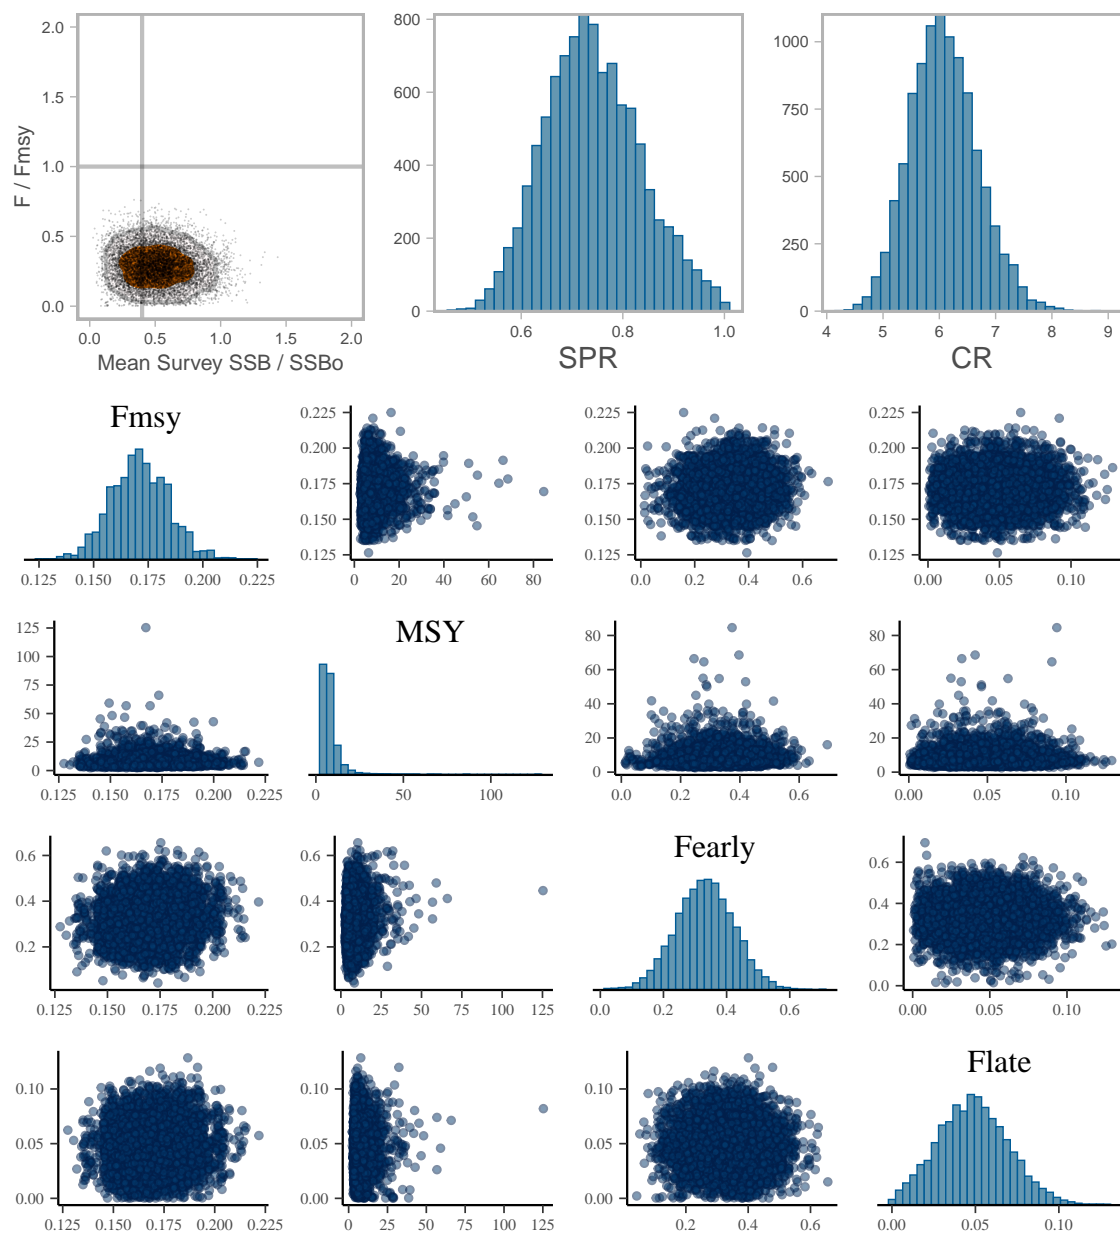 2.0
1.5
1.0
0.5
0.0
F / Fmsy
0.0 0.5 1.0 1.5 2.0
Mean Survey SSB / SSBo
800
600
400
200
0
0.6 0.8 1.0
SPR
1000
750
500
250
0
4 5 6 7 8 9
CR
Fmsy
0.125 0.150 0.175 0.200 0.225
0.225
0.200
0.175
0.150
0.125
0 20 40 60 80
0.225
0.200
0.175
0.150
0.125
0.0 0.2 0.4 0.6
0.225
0.200
0.175
0.150
0.125
0.00 0.05 0.10
125
100
75
50
25
0
0.125 0.150 0.175 0.200 0.225
MSY
0 50 100
80
60
40
20
0
0.0 0.2 0.4 0.6
80
60
40
20
0
0.00 0.05 0.10
0.6
0.4
0.2
0.125 0.150 0.175 0.200 0.225
0.6
0.4
0.2
0 25 50 75 100 125
Fearly
0.0 0.2 0.4 0.6
0.6
0.4
0.2
0.0
0.00 0.05 0.10
0.10
0.05
0.00
0.125 0.150 0.175 0.200 0.225
0.10
0.05
0.00
0 25 50 75 100 125
0.10
0.05
0.00
0.2 0.4 0.6
Flate
0.00 0.05 0.10